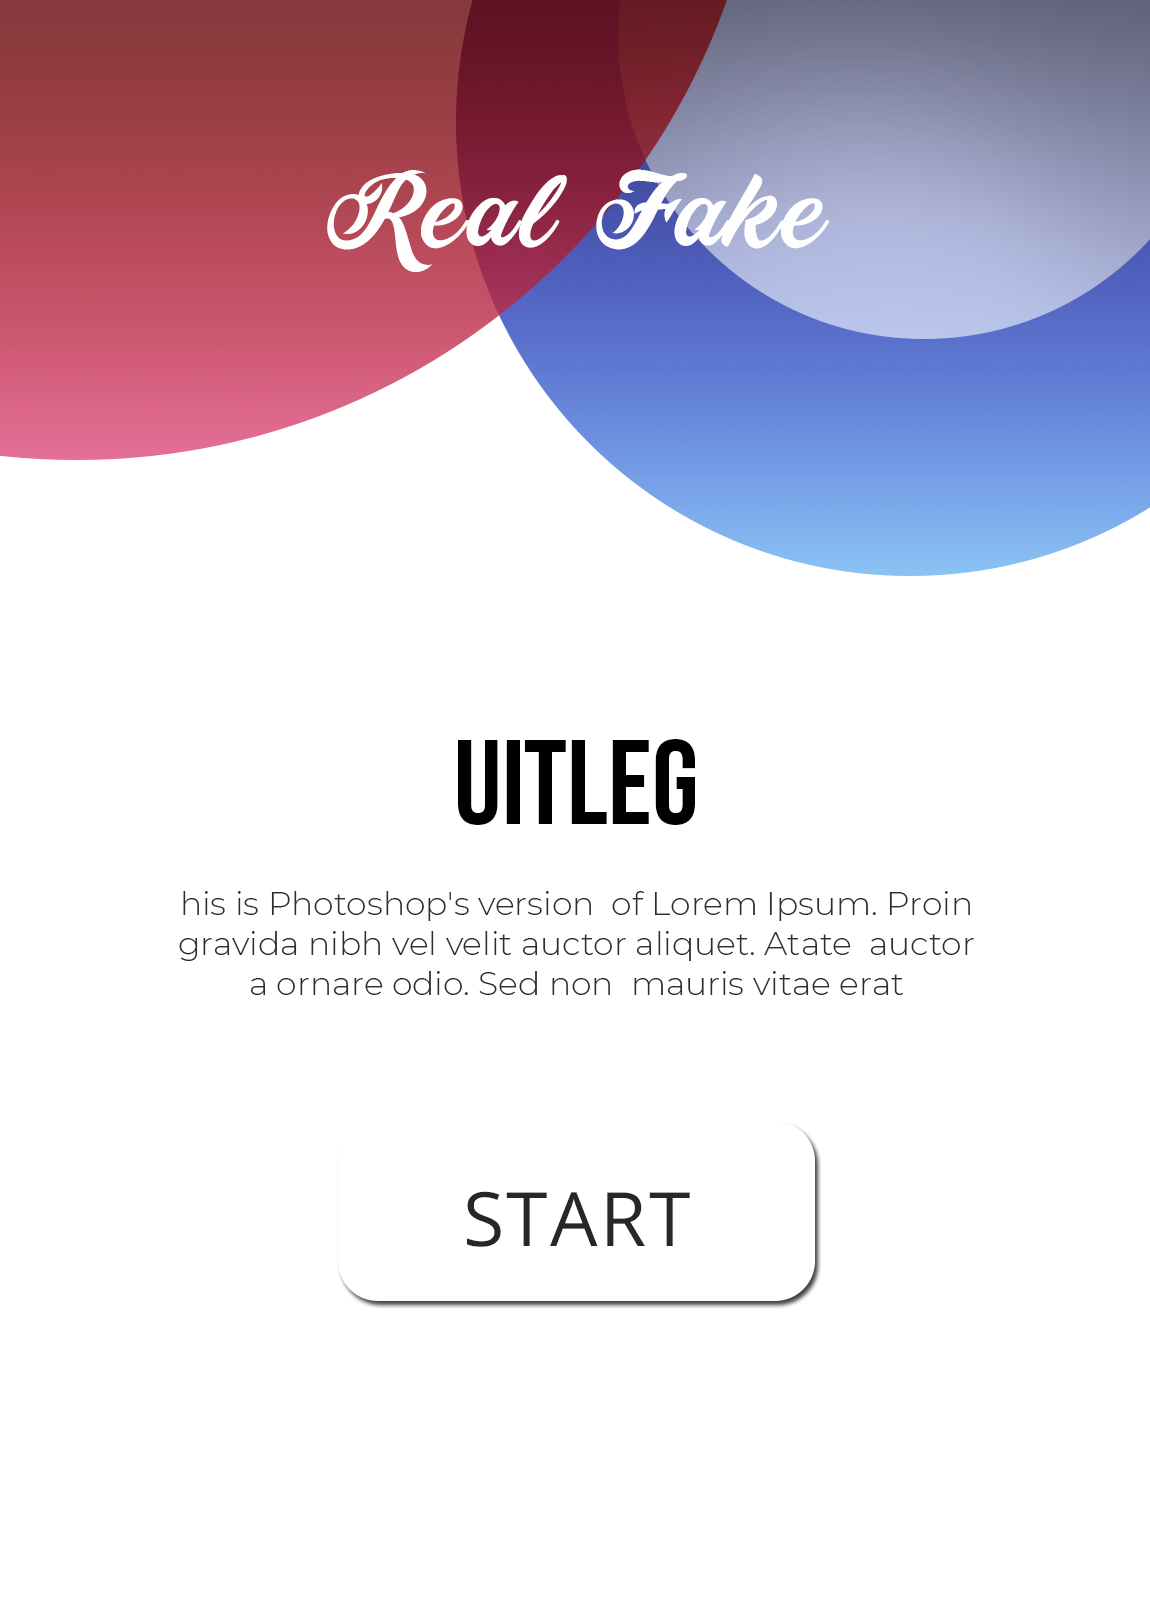 Real Fake
UITLEG
his is Photoshop's version  of Lorem Ipsum. Proin
gravida nibh vel velit auctor aliquet. Atate  auctor
a ornare odio. Sed non  mauris vitae erat
START